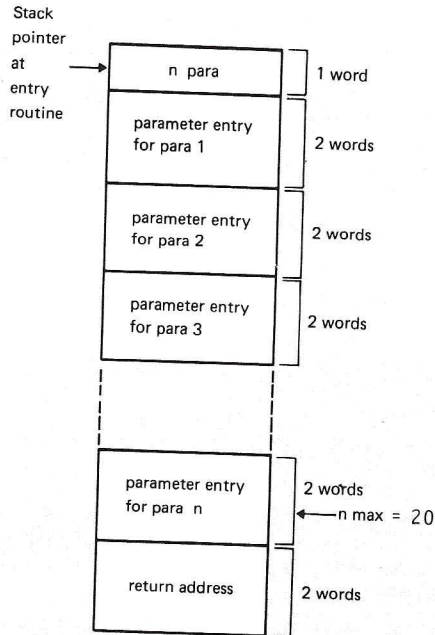 Stack
pointer
at
entry
routine
n para
1 word
parameter entry
for para 1
2 words
parameter entry
for para 2
2 words
parameter entry
for para 3
2 words
parameter entry
for para n
2 words
n max = 20
return address
2 words